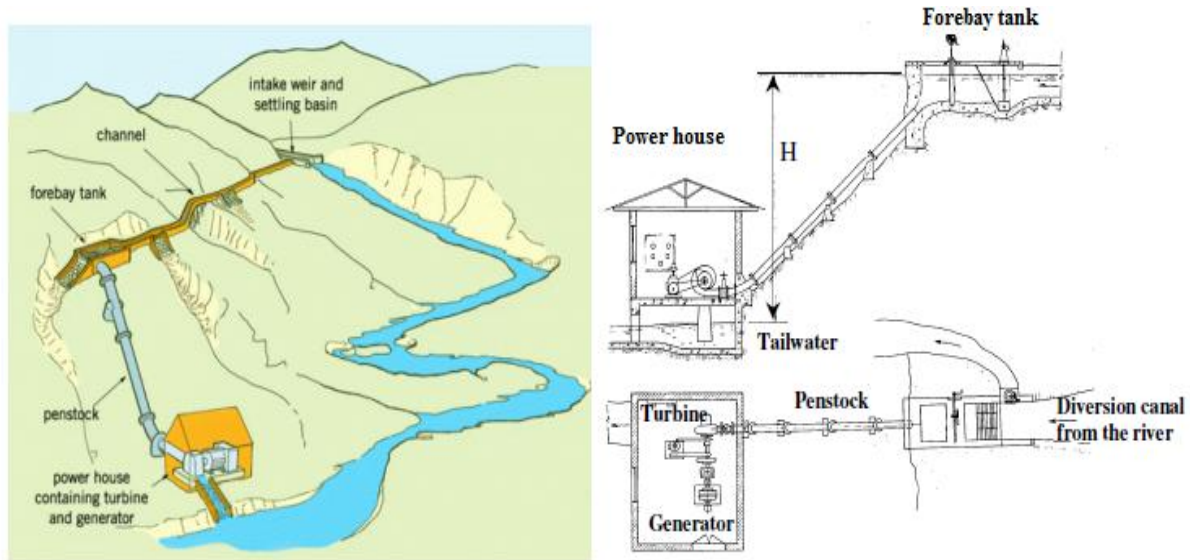 intake weir and
settling basin
channel
forebay tank
penstock
power house
containing turbine
and generator
Forebay tank
Power house
H
Tailwater
Turbine
Penstock
Diversion canal
from the river
Generator